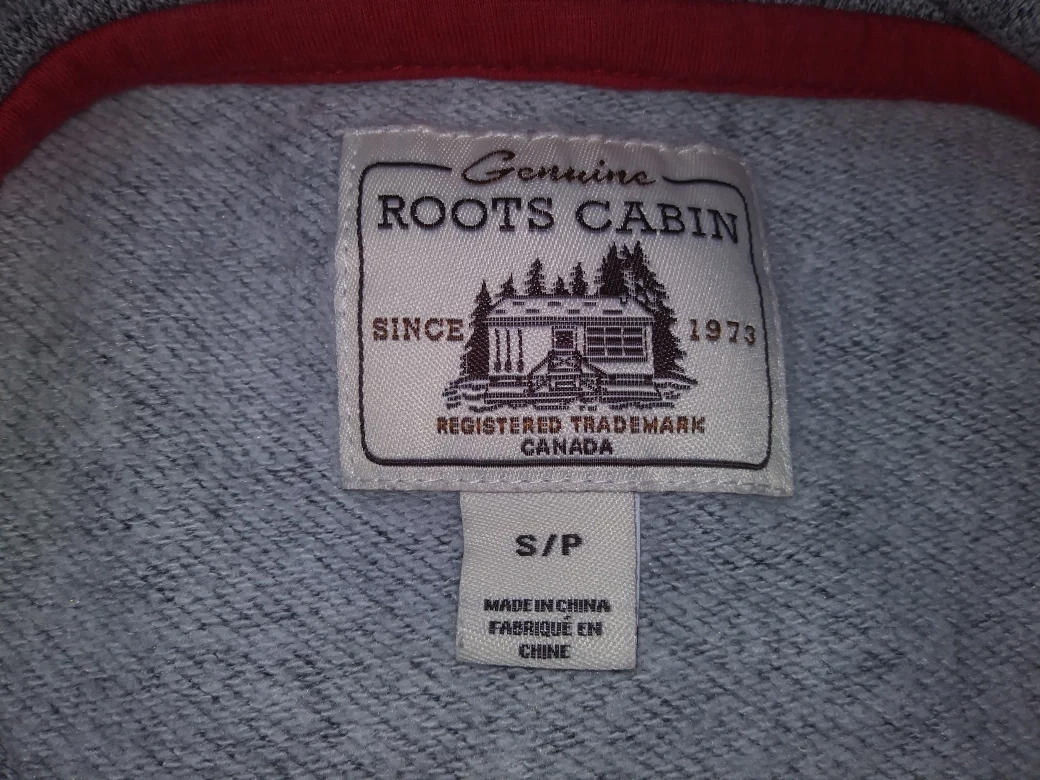 Genuine
ROOTS CABIN
SINCE 1973
REGISTERED TRADEMARK
CANADA
S/P
MADE IN CHINA
FABRIQUÉ EN
CHINE